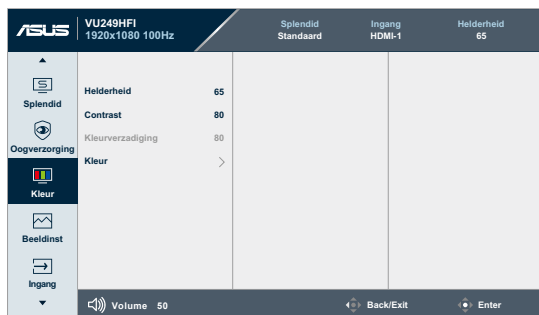 ASUS
VU249HFI
1920x1080 100Hz
Splendid
Standaard
Ingang
HDMI-1
Helderheid
65
Splendid
Oogverzorging
Kleur
Beeldinst
Ingang
Helderheid 65
Contrast 80
Kleurverzadiging 80
Kleur
Volume 50
Back/Exit
Enter